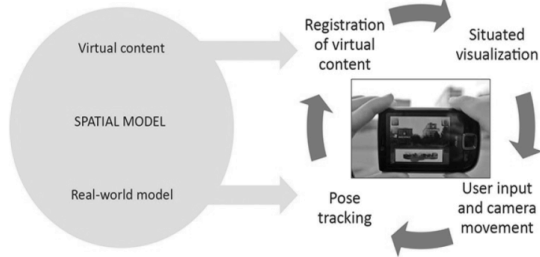 Virtual content
SPATIAL MODEL
Real-world model
Registration
of virtual
content
Situated
visualization
User input
and camera
movement
Pose
tracking